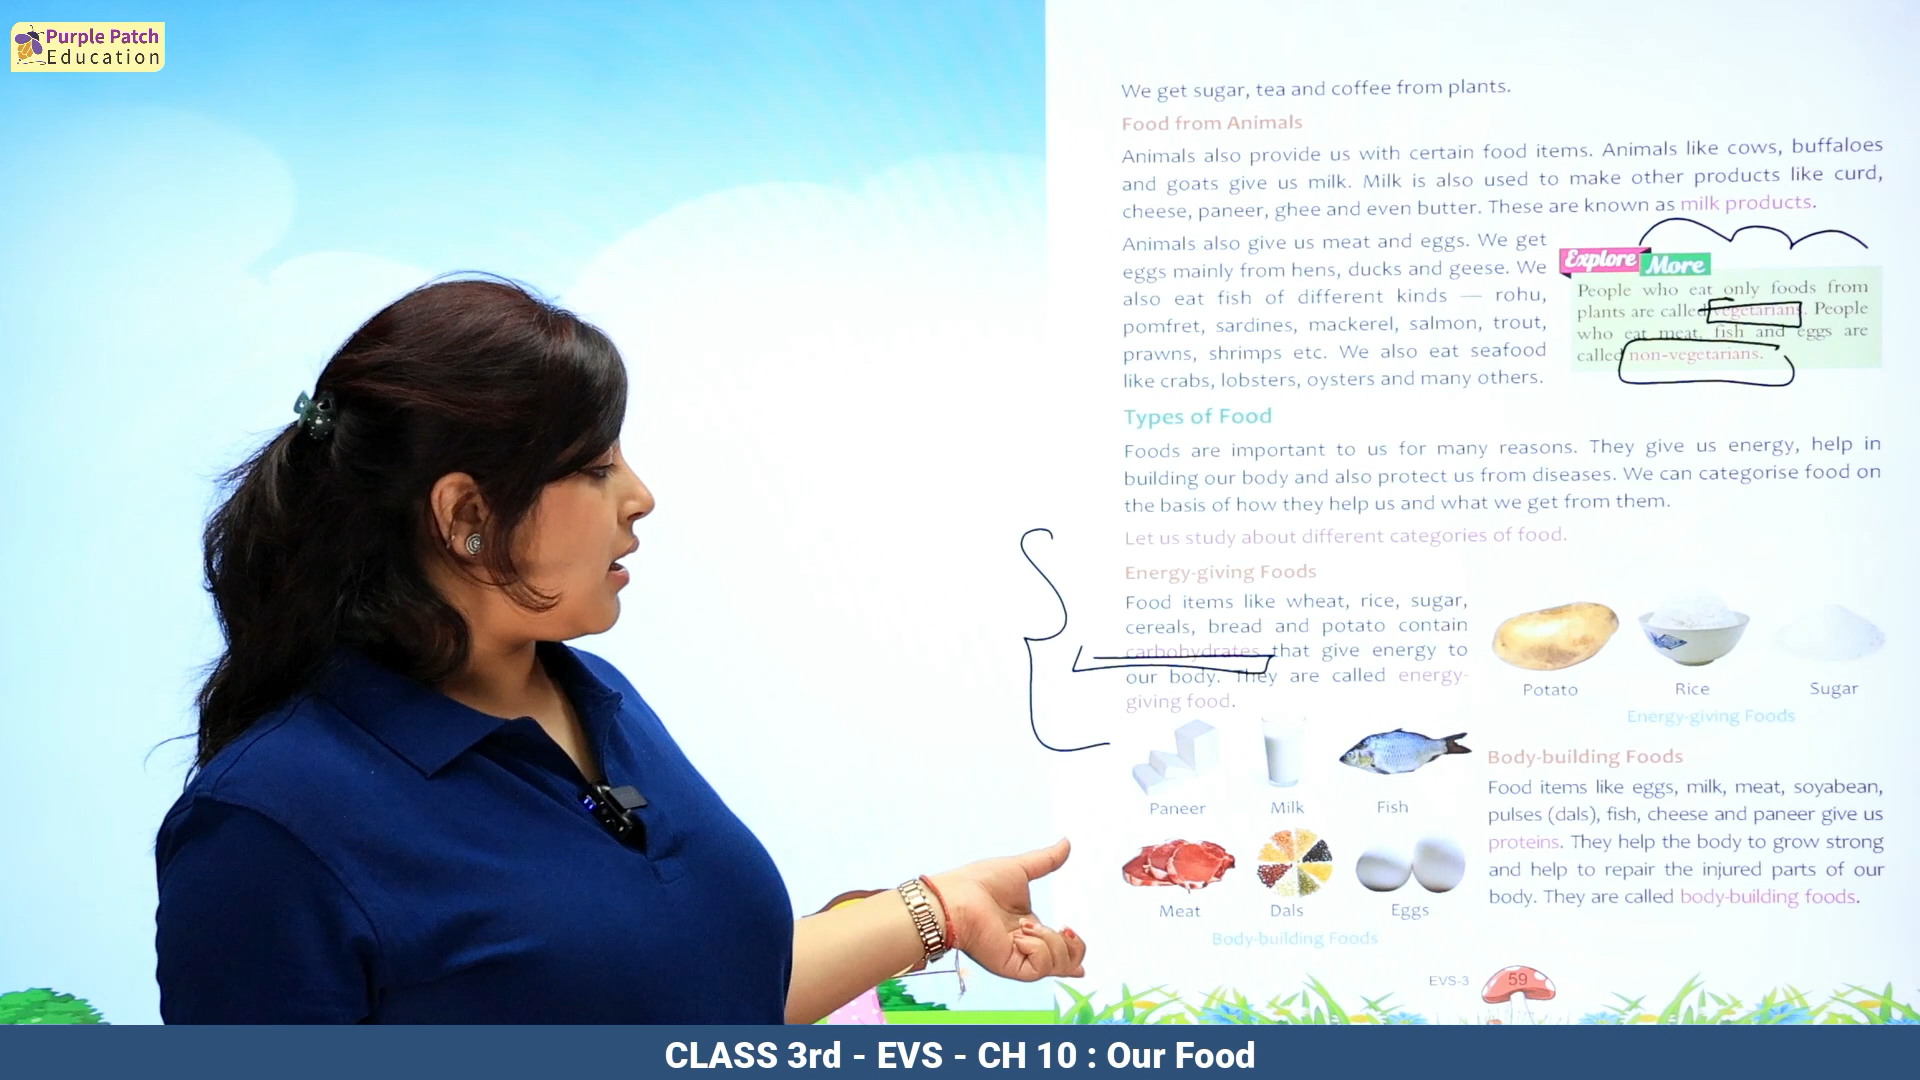 Purple Patch
Education
We get sugar, tea and coffee from plants.
Food from Animals
Animals also provide us with certain food items. Animals like cows, buffaloes
and goats give us milk. Milk is also used to make other products like curd,
cheese, paneer, ghee and even butter. These are known as milk products.
Animals also give us meat and eggs. We get
eggs mainly from hens, ducks and geese. We
also eat fish of different kinds — rohu,
pomfret, sardines, mackerel, salmon, trout,
prawns, shrimps etc. We also eat seafood
like crabs, lobsters, oysters and many others.
Explore More
People who eat only foods from
plants are called vegetarians. People
who eat meat, fish and eggs are
called non-vegetarians.
Types of Food
Foods are important to us for many reasons. They give us energy, help in
building our body and also protect us from diseases. We can categorise food on
the basis of how they help us and what we get from them.
Let us study about different categories of food.
Energy-giving Foods
Food items like wheat, rice, sugar,
cereals, bread and potato contain
carbohydrates that give energy to
our body. They are called energy-
giving food.
Potato
Rice
Sugar
Energy-giving Foods
Paneer
Milk
Fish
Meat
Dals
Eggs
Body-building Foods
Body-building Foods
Food items like eggs, milk, meat, soyabean,
pulses (dals), fish, cheese and paneer give us
proteins. They help the body to grow strong
and help to repair the injured parts of our
body. They are called body-building foods.
EVS-3
59
CLASS 3rd - EVS - CH 10 : Our Food